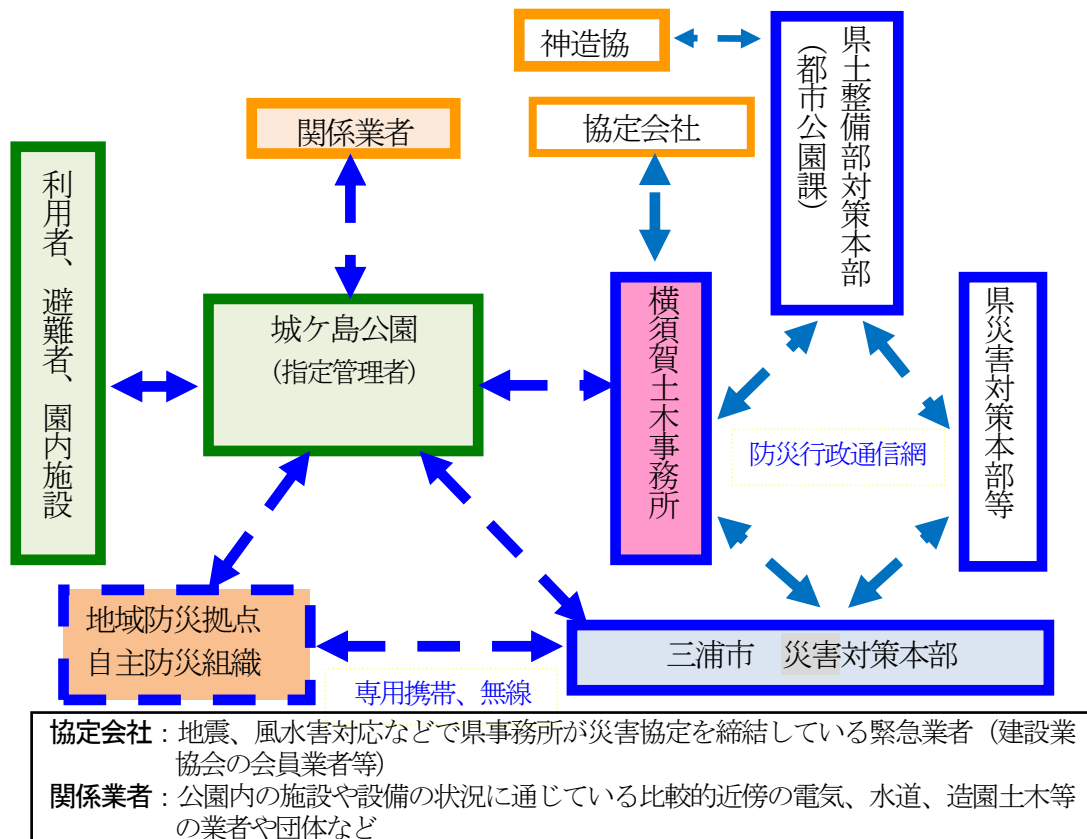 神造協
県土整備部対策本部
(都市公園課)
関係業者
協定会社
利用者、避難者、園内施設
城ケ島公園
(指定管理者)
横須賀土木事務所
県災害対策本部等
防災行政通信網
地域防災拠点
自主防災組織
三浦市 災害対策本部
専用携帯、無線
協定会社:地震、風水害対応などで県事務所が災害協定を締結している緊急業者(建設業
協会の会員業者等)
関係業者:公園内の施設や設備の状況に通じている比較的近傍の電気、水道、造園土木等
の業者や団体など